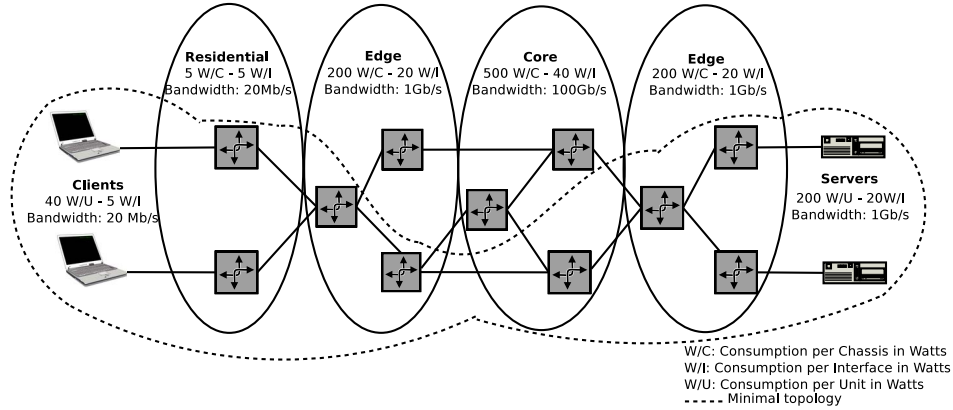 Residential
5 W/C - 5 W/I
Bandwidth: 20Mb/s
Edge
200 W/C - 20 W/I
Bandwidth: 1Gb/s
Core
500 W/C - 40 W/I
Bandwidth: 100Gb/s
Edge
200 W/C - 20 W/I
Bandwidth: 1Gb/s
Clients
40 W/U - 5 W/I
Bandwidth: 20 Mb/s
Servers
200 W/U - 20W/I
Bandwidth: 1Gb/s
W/C: Consumption per Chassis in Watts
W/I: Consumption per Interface in Watts
W/U: Consumption per Unit in Watts
Minimal topology